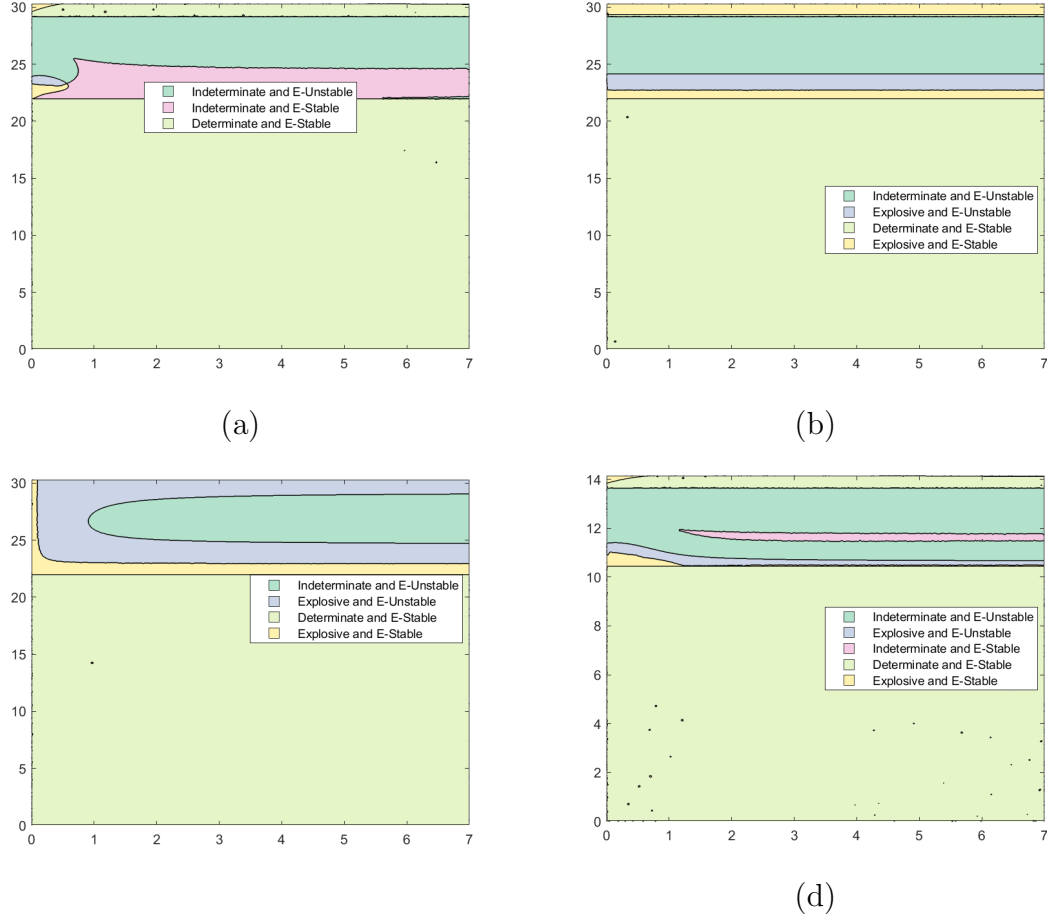 30
25
20
15
10
5
0
Indeterminate and E-Unstable
Indeterminate and E-Stable
Determinate and E-Stable
0 1 2 3 4 5 6 7
(a)
30
25
20
15
10
5
0
Indeterminate and E-Unstable
Explosive and E-Unstable
Determinate and E-Stable
Explosive and E-Stable
0 1 2 3 4 5 6 7
(b)
30
25
20
15
10
5
0
Indeterminate and E-Unstable
Explosive and E-Unstable
Determinate and E-Stable
Explosive and E-Stable
0 1 2 3 4 5 6 7
14
12
10
8
6
4
2
0
Indeterminate and E-Unstable
Explosive and E-Unstable
Indeterminate and E-Stable
Determinate and E-Stable
Explosive and E-Stable
0 1 2 3 4 5 6 7
(d)